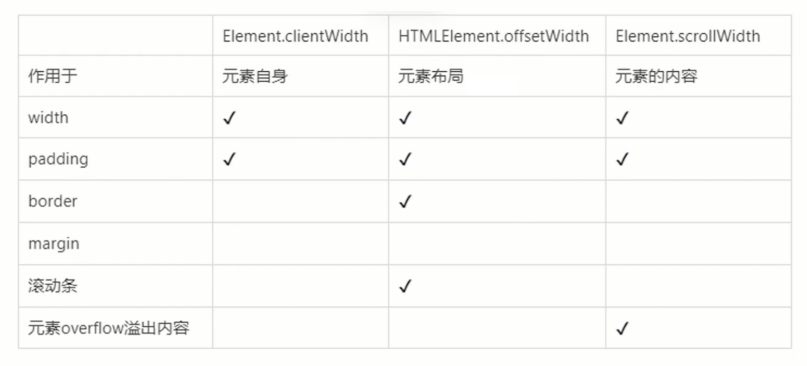 Element.clientWidth HTMLElement.offsetWidth Element.scrollWidth
作用于 元素自身 元素布局 元素的内容
width ✓ ✓ ✓
padding ✓ ✓ ✓
border ✓
margin
滚动条 ✓
元素overflow溢出内容 ✓